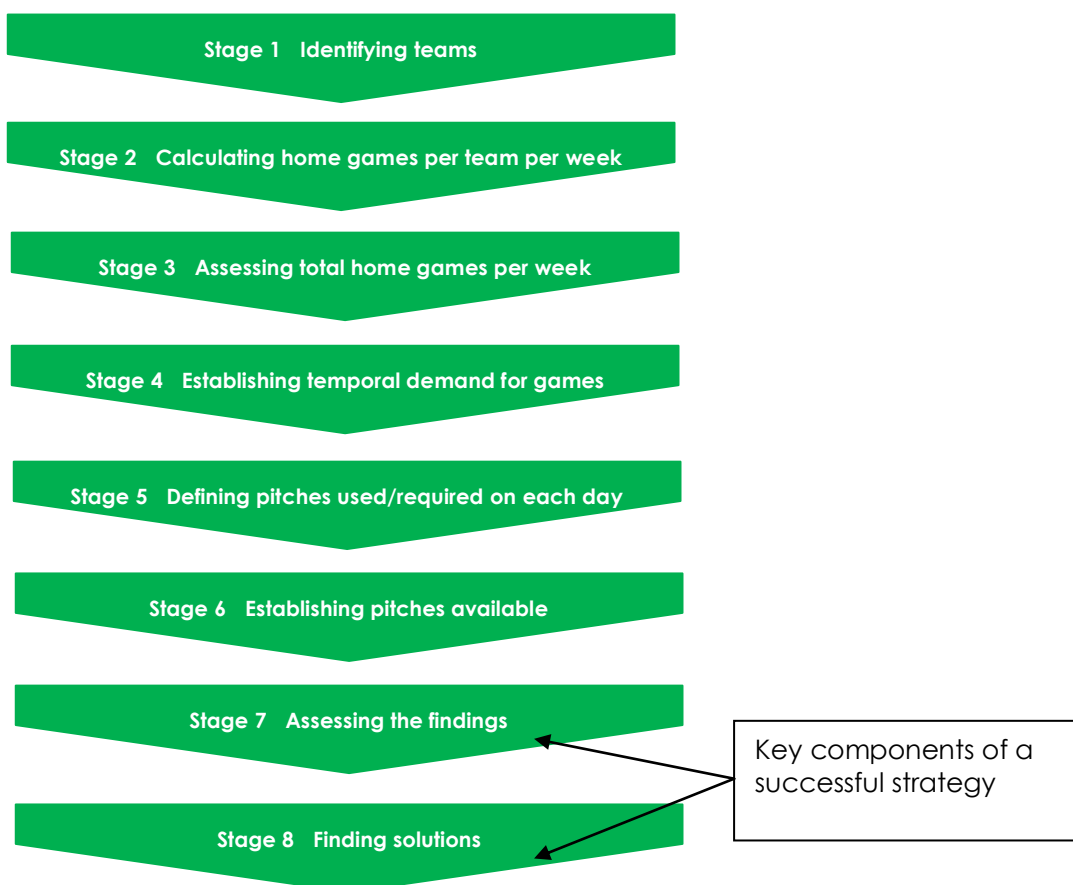 Stage 1 Identifying teams
Stage 2 Calculating home games per team per week
Stage 3 Assessing total home games per week
Stage 4 Establishing temporal demand for games
Stage 5 Defining pitches used/required on each day
Stage 6 Establishing pitches available
Stage 7 Assessing the findings
Key components of a
successful strategy
Stage 8 Finding solutions